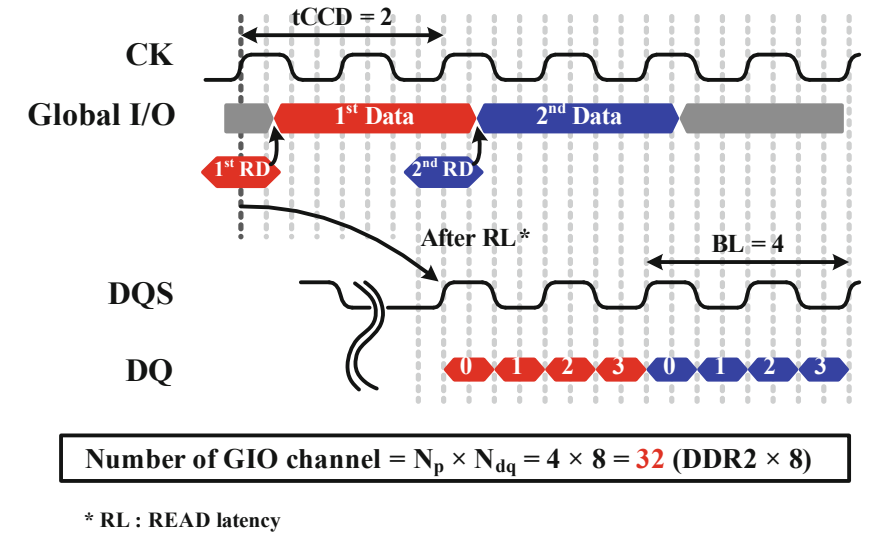 tCCD = 2
CK
Global I/O
1st Data
2nd Data
1st RD
2nd RD
After RL*
BL = 4
DQS
DQ
0 1 2 3 0 1 2 3
Number of GIO channel = Np × Ndq = 4 × 8 = 32 (DDR2 × 8)
* RL : READ latency